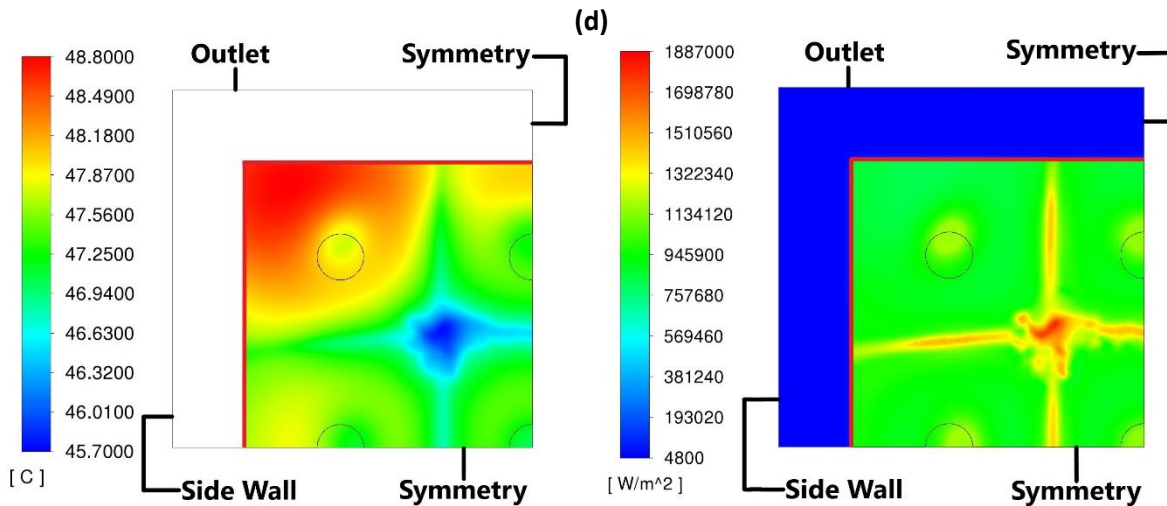 (d)
Outlet
Symmetry
48.8000
48.4900
48.1800
47.8700
47.5600
47.2500
46.9400
46.6300
46.3200
46.0100
45.7000
[ C ]
Side Wall
Symmetry
Outlet
Symmetry
1887000
1698780
1510560
1322340
1134120
945900
757680
569460
381240
193020
4800
[ W/m^2 ]
Side Wall
Symmetry